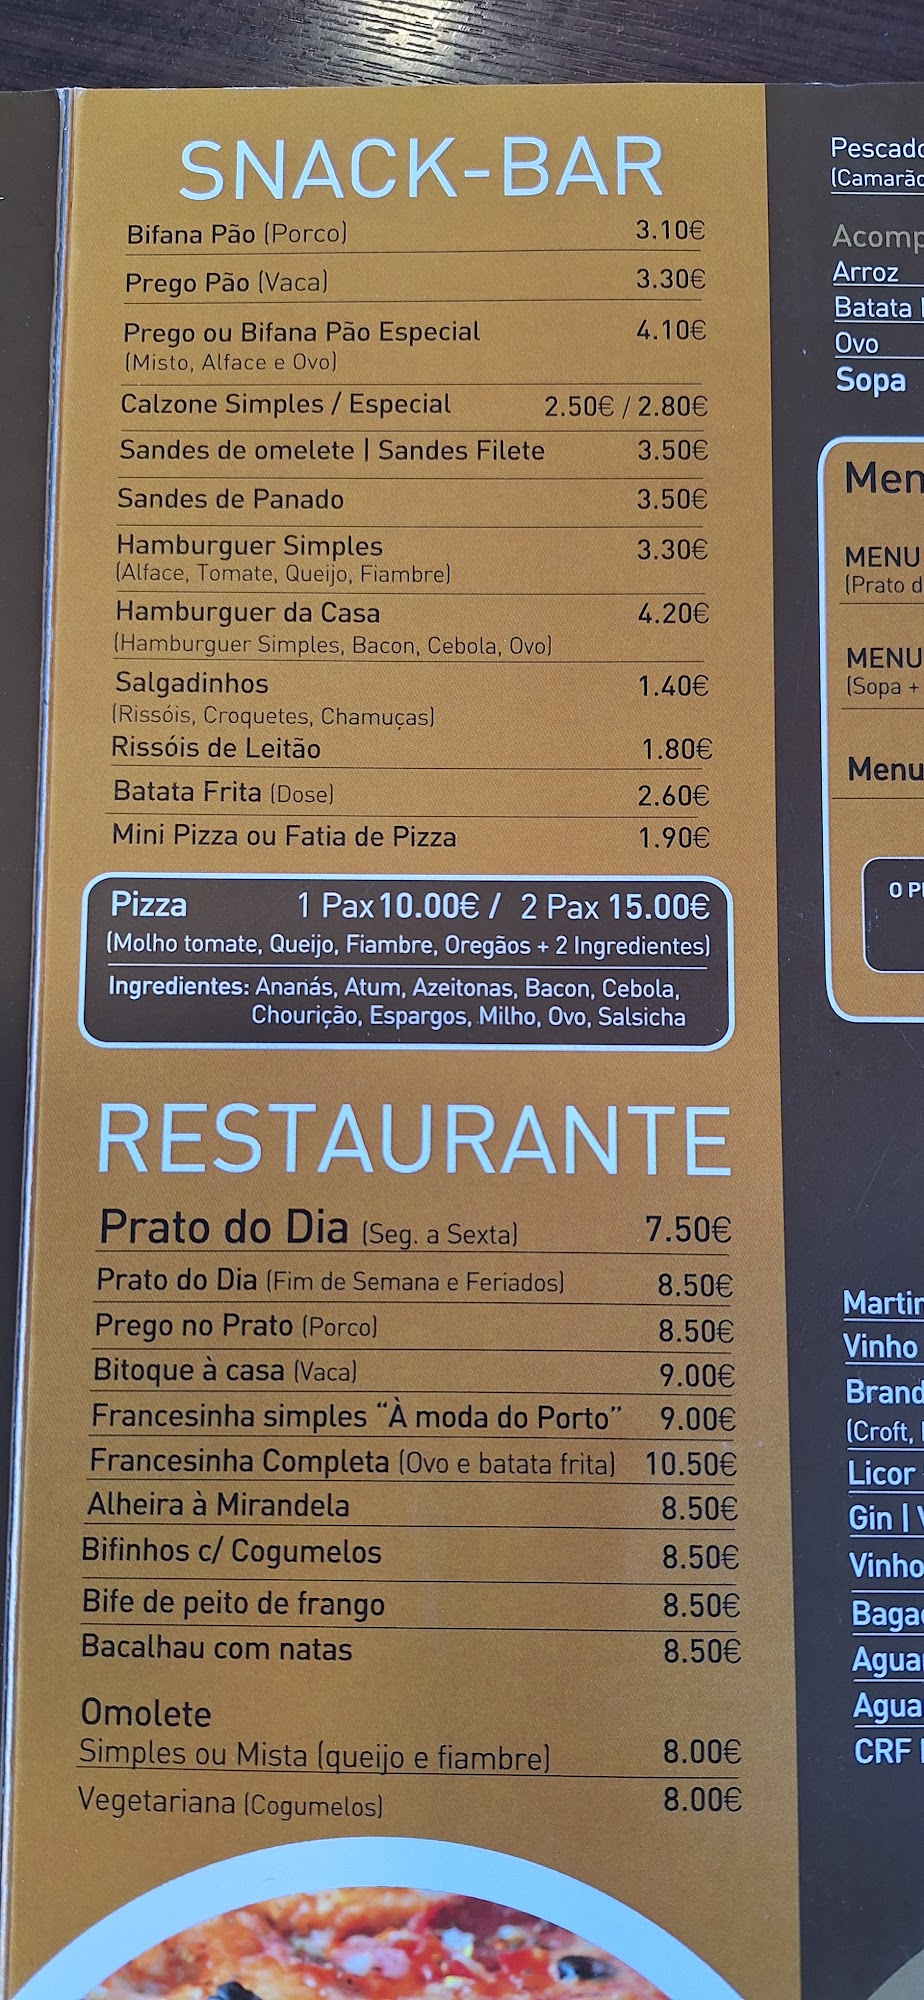 SNACK-BAR
Bifana Pão (Porco) 3.10€
Prego Pão (Vaca) 3.30€
Prego ou Bifana Pão Especial 4.10€
(Misto, Alface e Ovo)
Calzone Simples / Especial 2.50€ / 2.80€
Sandes de omelete | Sandes Filete 3.50€
Sandes de Panado 3.50€
Hamburguer Simples 3.30€
(Alface, Tomate, Queijo, Fiambre)
Hamburguer da Casa 4.20€
(Hamburguer Simples, Bacon, Cebola, Ovo)
Salgadinhos 1.40€
(Rissóis, Croquetes, Chamuças)
Rissóis de Leitão 1.80€
Batata Frita (Dose) 2.60€
Mini Pizza ou Fatia de Pizza 1.90€
Pizza 1 Pax 10.00€ / 2 Pax 15.00€
(Molho tomate, Queijo, Fiambre, Oregãos + 2 Ingredientes)
Ingredientes: Ananás, Atum, Azeitonas, Bacon, Cebola,
Chourição, Espargos, Milho, Ovo, Salsicha
RESTAURANTE
Prato do Dia (Seg. a Sexta) 7.50€
Prato do Dia (Fim de Semana e Feriados) 8.50€
Prego no Prato (Porco) 8.50€
Bitoque à casa (Vaca) 9.00€
Francesinha simples “À moda do Porto” 9.00€
Francesinha Completa (Ovo e batata frita) 10.50€
Alheira à Mirandela 8.50€
Bifinhos c/ Cogumelos 8.50€
Bife de peito de frango 8.50€
Bacalhau com natas 8.50€
Omolete
Simples ou Mista (queijo e fiambre) 8.00€
Vegetariana (Cogumelos) 8.00€
Arroz
Batata
Ovo
Sopa
MENU
(Prato
MENU
(Sopa +
Menu
O
Vinho
(Croft,
Licor
Gin |
CRF